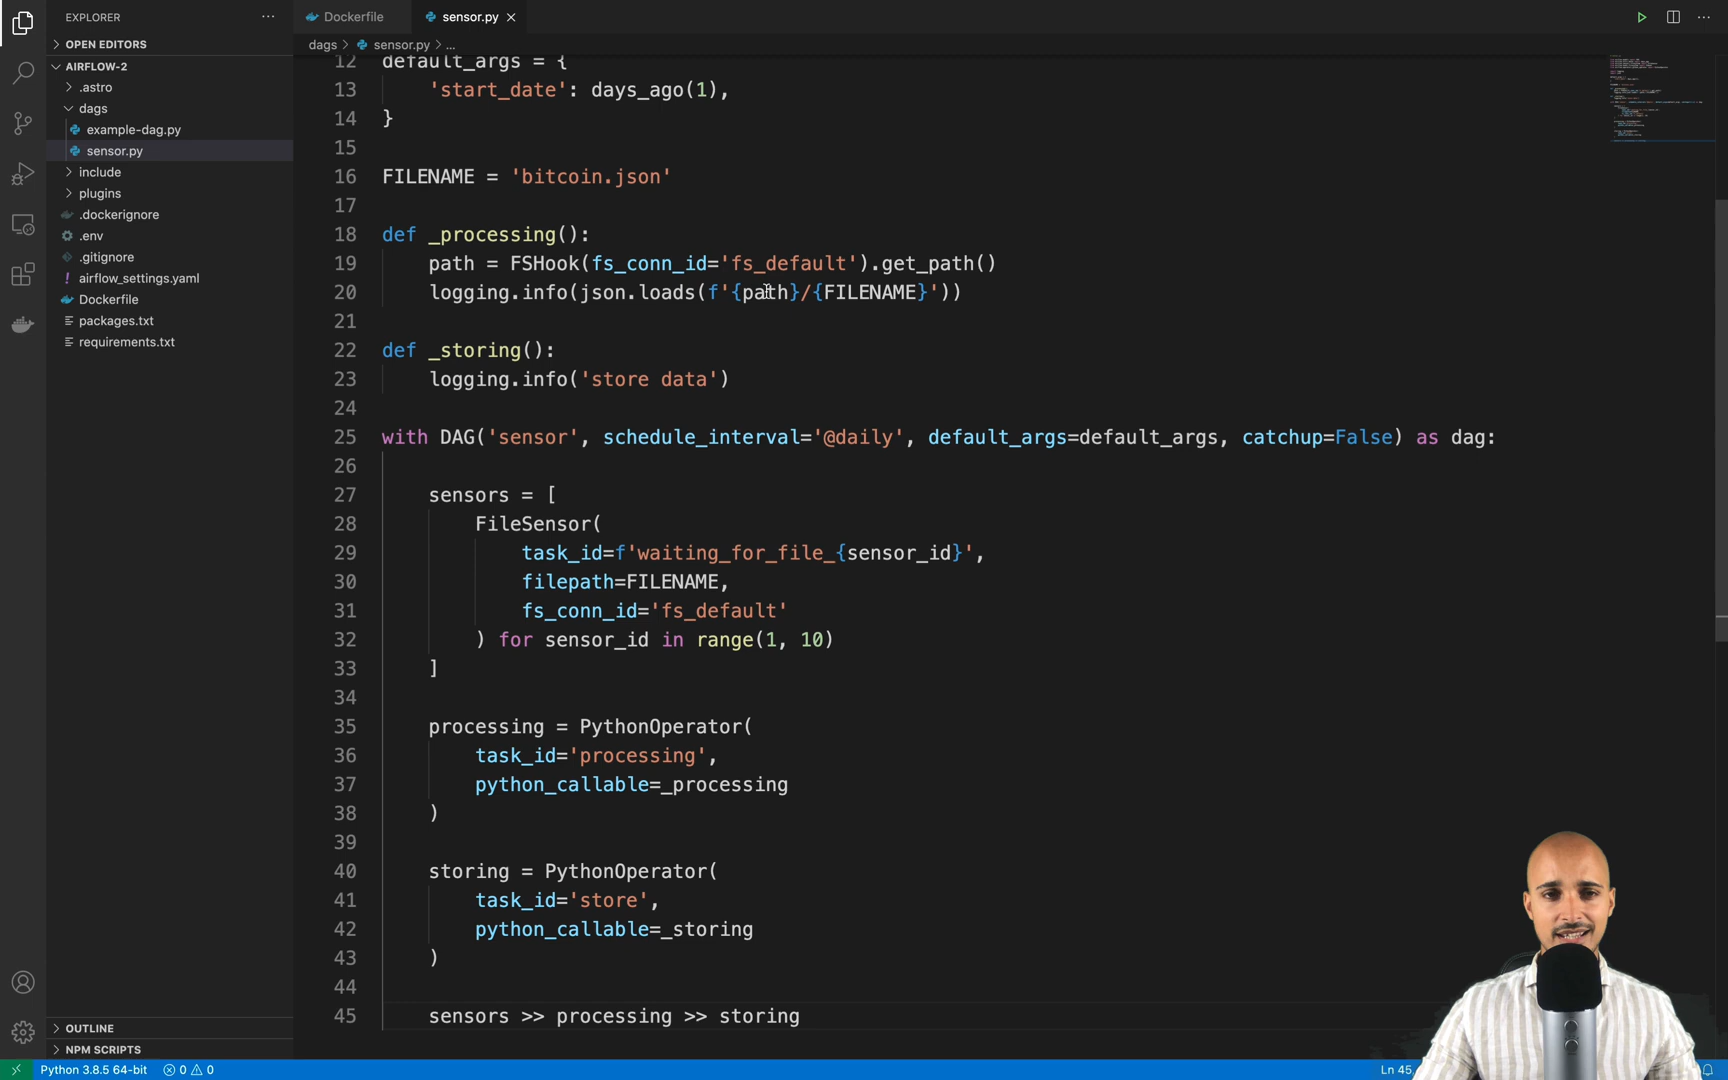 EXPLORER
OPEN EDITORS
AIRFLOW-2
.astro
dags
example-dag.py
sensor.py
include
plugins
.dockerignore
.env
.gitignore
! airflow_settings.yaml
Dockerfile
packages.txt
requirements.txt
OUTLINE
NPM SCRIPTS
Dockerfile
sensor.py
dags > sensor.py > ...
12 default_args = {
13 'start_date': days_ago(1),
14 }
15
16 FILENAME = 'bitcoin.json'
17
18 def _processing():
19 path = FSHook(fs_conn_id='fs_default').get_path()
20 logging.info(json.loads(f'{path}/{FILENAME}'))
21
22 def _storing():
23 logging.info('store data')
24
25 with DAG('sensor', schedule_interval='@daily', default_args=default_args, catchup=False) as dag:
26
27 sensors = [
28 FileSensor(
29 task_id=f'waiting_for_file_{sensor_id}',
30 filepath=FILENAME,
31 fs_conn_id='fs_default'
32 ) for sensor_id in range(1, 10)
33 ]
34
35 processing = PythonOperator(
36 task_id='processing',
37 python_callable=_processing
38 )
39
40 storing = PythonOperator(
41 task_id='store',
42 python_callable=_storing
43 )
44
45 sensors >> processing >> storing
Python 3.8.5 64-bit 0 0 Ln 45,